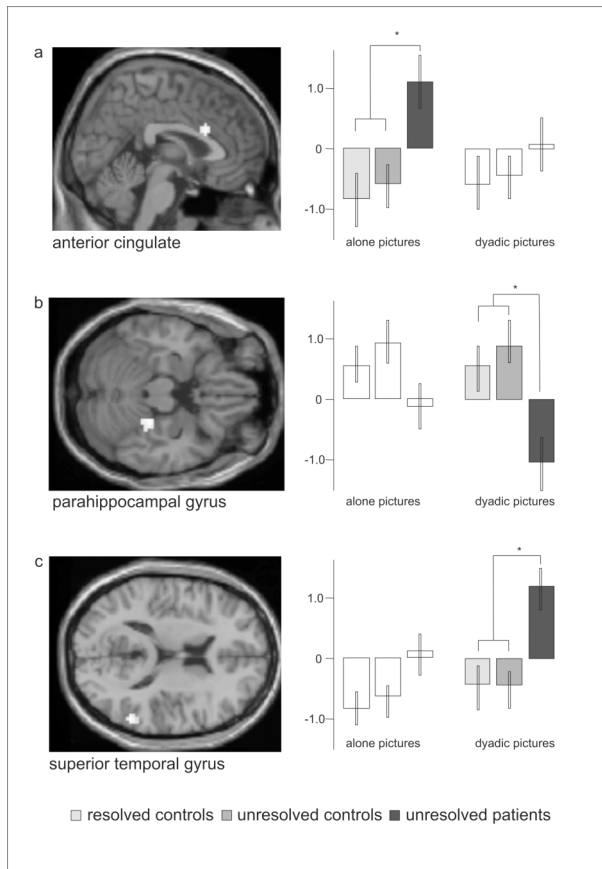 a
*
1.0
0
-1.0
alone pictures dyadic pictures
anterior cingulate
b
*
1.0
0
-1.0
alone pictures dyadic pictures
parahippocampal gyrus
c
*
1.0
0
-1.0
alone pictures dyadic pictures
superior temporal gyrus
resolved controls unresolved controls unresolved patients